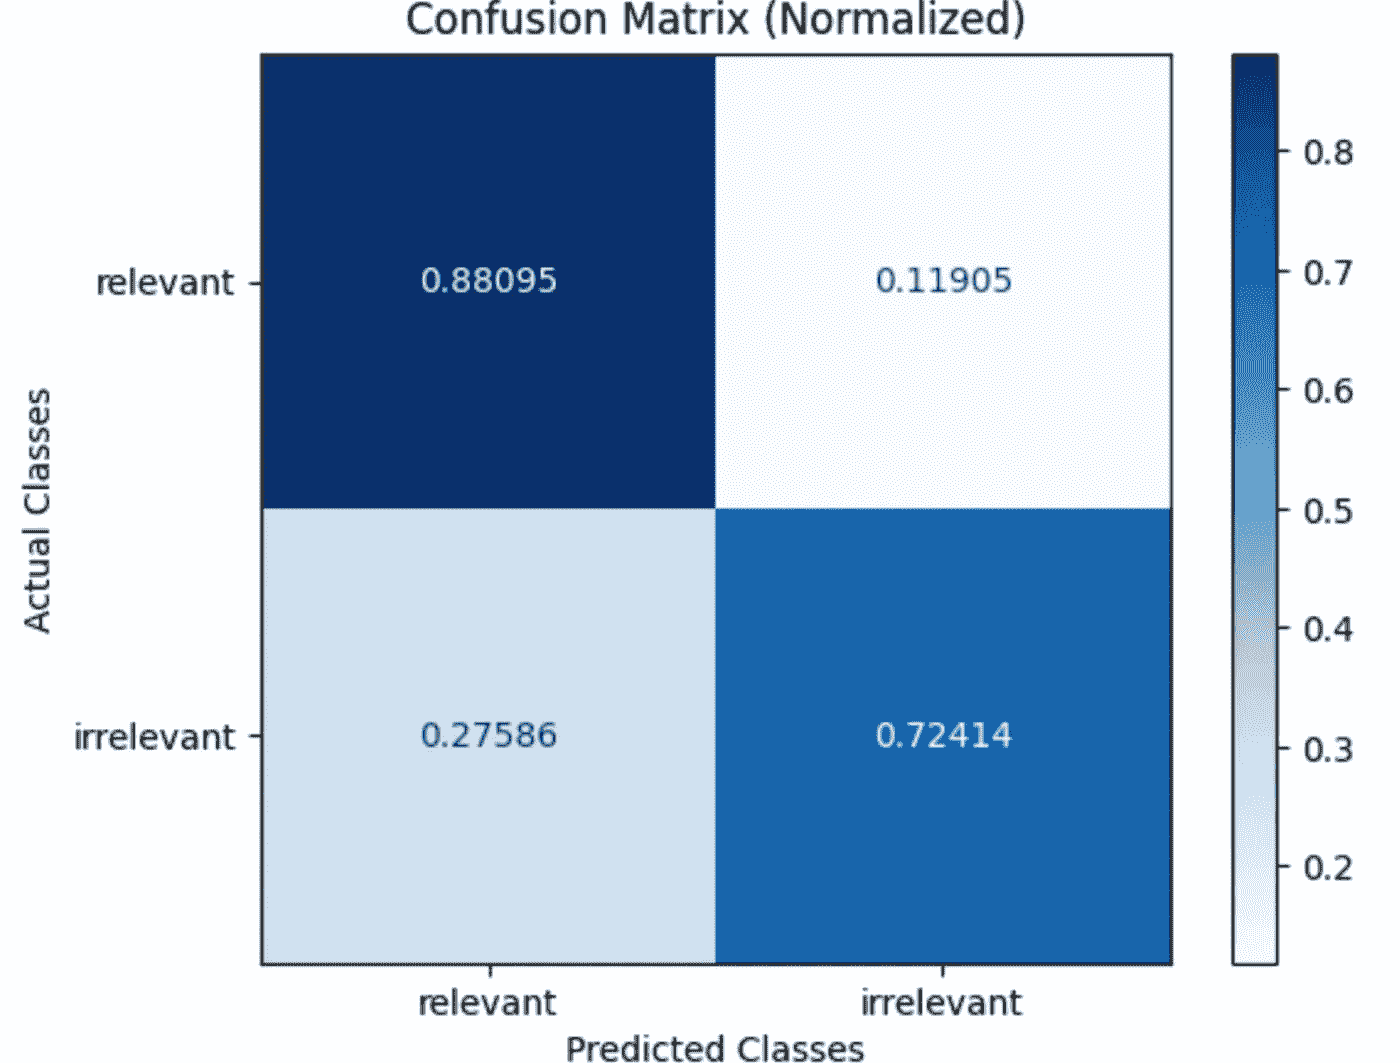 Confusion Matrix (Normalized)
relevant
0.88095
0.11905
irrelevant
0.27586
0.72414
relevant
irrelevant
Predicted Classes
Actual Classes
0.8
0.7
0.6
0.5
0.4
0.3
0.2